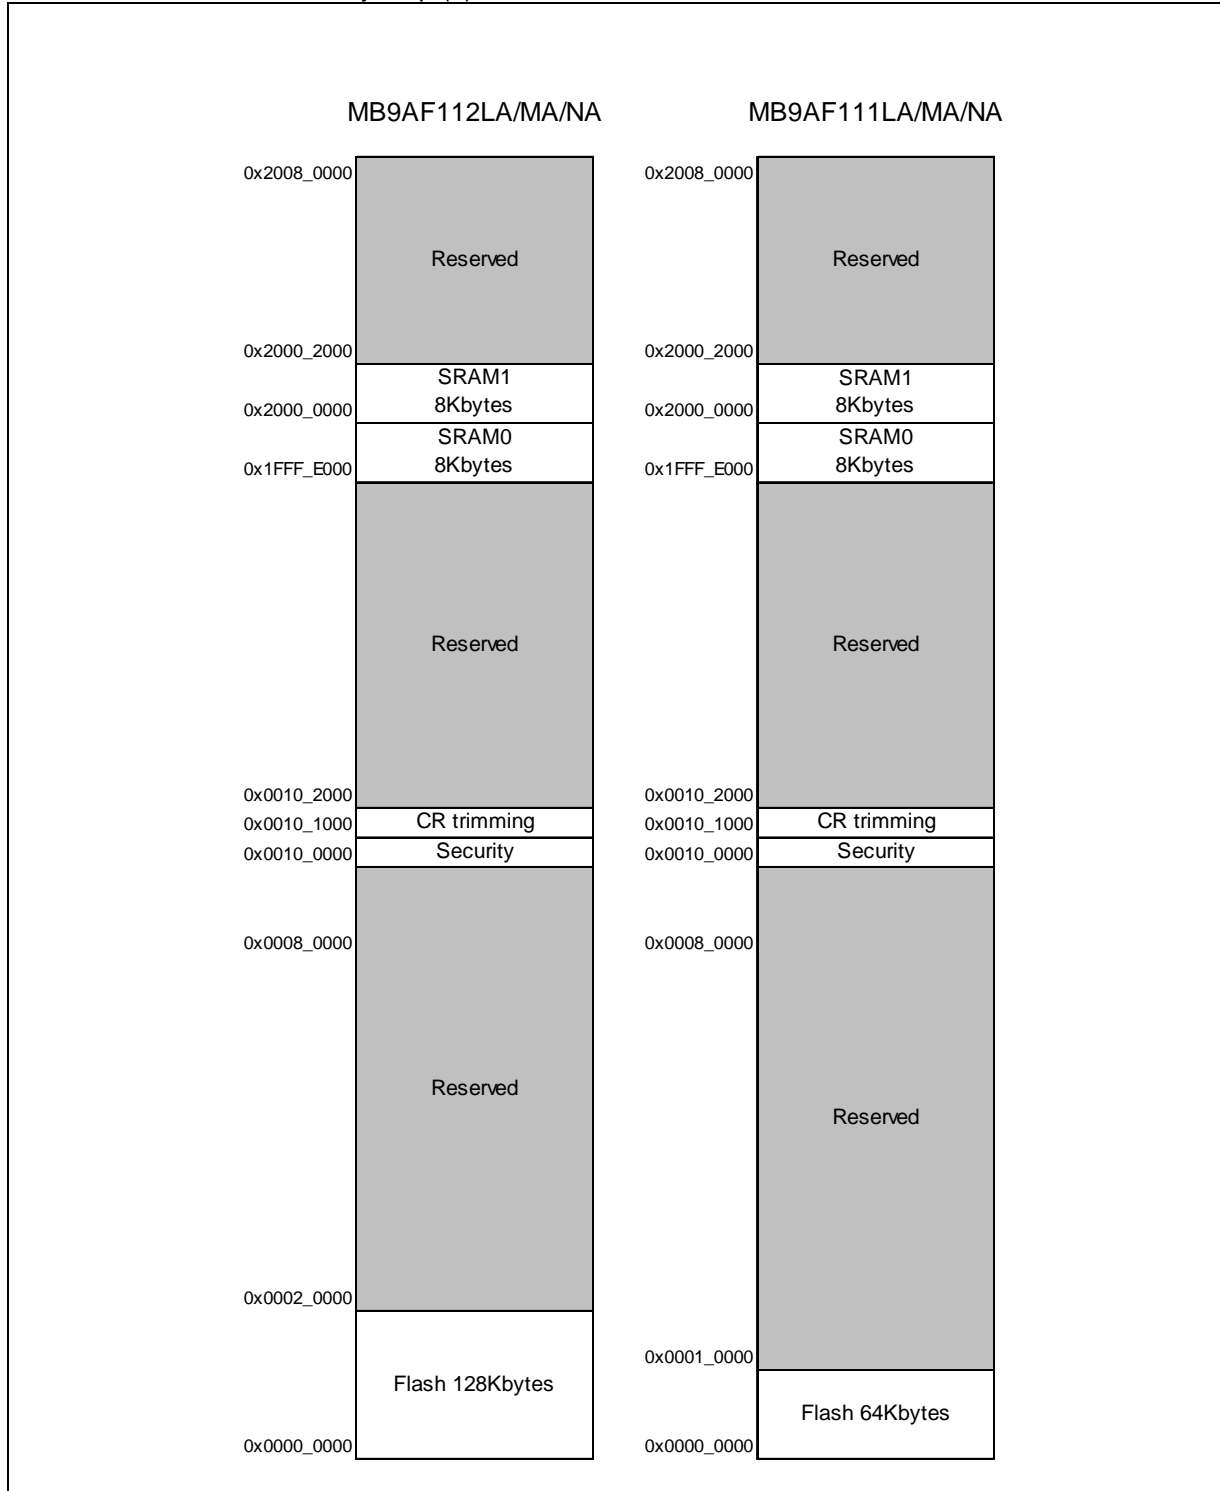 MB9AF112LA/MA/NA
0x2008_0000
Reserved
0x2000_2000
SRAM1
8Kbytes
0x2000_0000
SRAM0
8Kbytes
0x1FFF_E000
Reserved
0x0010_2000
CR trimming
0x0010_1000
Security
0x0010_0000
0x0008_0000
Reserved
0x0002_0000
Flash 128Kbytes
0x0000_0000
MB9AF111LA/MA/NA
0x2008_0000
Reserved
0x2000_2000
SRAM1
8Kbytes
0x2000_0000
SRAM0
8Kbytes
0x1FFF_E000
Reserved
0x0010_2000
CR trimming
0x0010_1000
Security
0x0010_0000
0x0008_0000
Reserved
0x0001_0000
Flash 64Kbytes
0x0000_0000